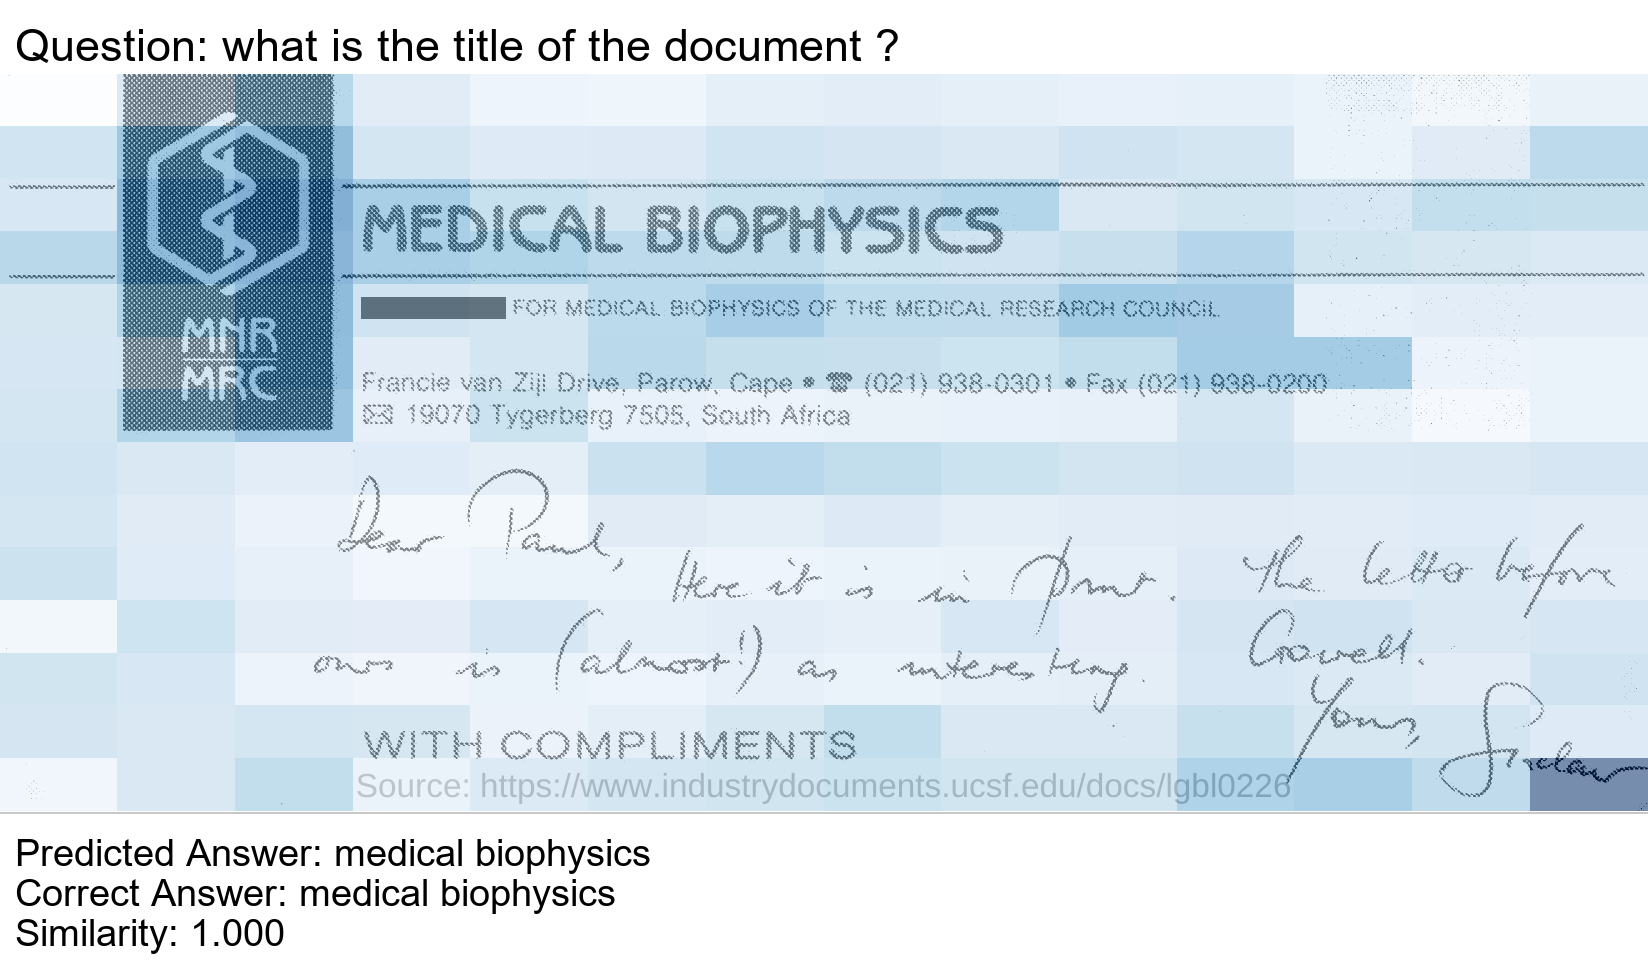 Question: what is the title of the document ?
MEDICAL BIOPHYSICS
FOR MEDICAL BIOPHYSICS OF THE MEDICAL RESEARCH COUNCIL
MNR
MRC
Francie van Zijl Drive, Parow, Cape • ☎ (021) 938-0301 • Fax (021) 938-0200
✉ 19070 Tygerberg 7505, South Africa
Dear Paul,
Here it is in print. The letter before
ours is (almost!) as interesting.
Yours,
WITH COMPLIMENTS
Source: https://www.industrydocuments.ucsf.edu/docs/lgbl0226
Predicted Answer: medical biophysics
Correct Answer: medical biophysics
Similarity: 1.000